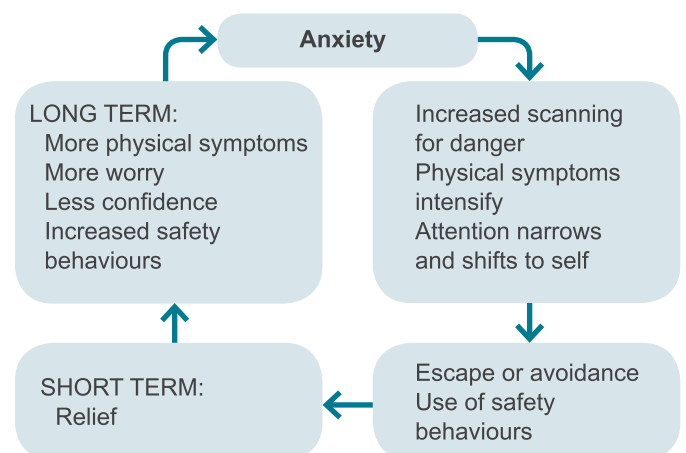 Anxiety
Increased scanning
for danger
Physical symptoms
intensify
Attention narrows
and shifts to self
Escape or avoidance
Use of safety
behaviours
SHORT TERM:
Relief
LONG TERM:
More physical symptoms
More worry
Less confidence
Increased safety
behaviours